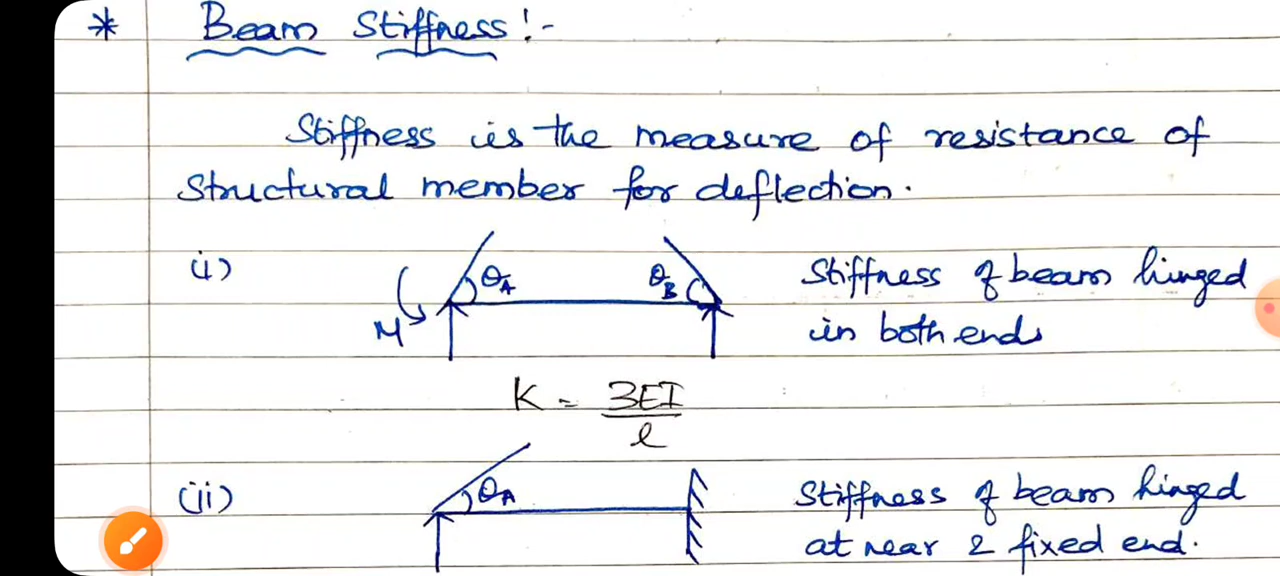 * Beam Stiffness :-
Stiffness is the measure of resistance of
Structural member for deflection.
(i) M θA θB Stiffness of beam hinged
in both ends
K = 3EI
l
(ii) θA Stiffness of beam hinged
at near & fixed end.